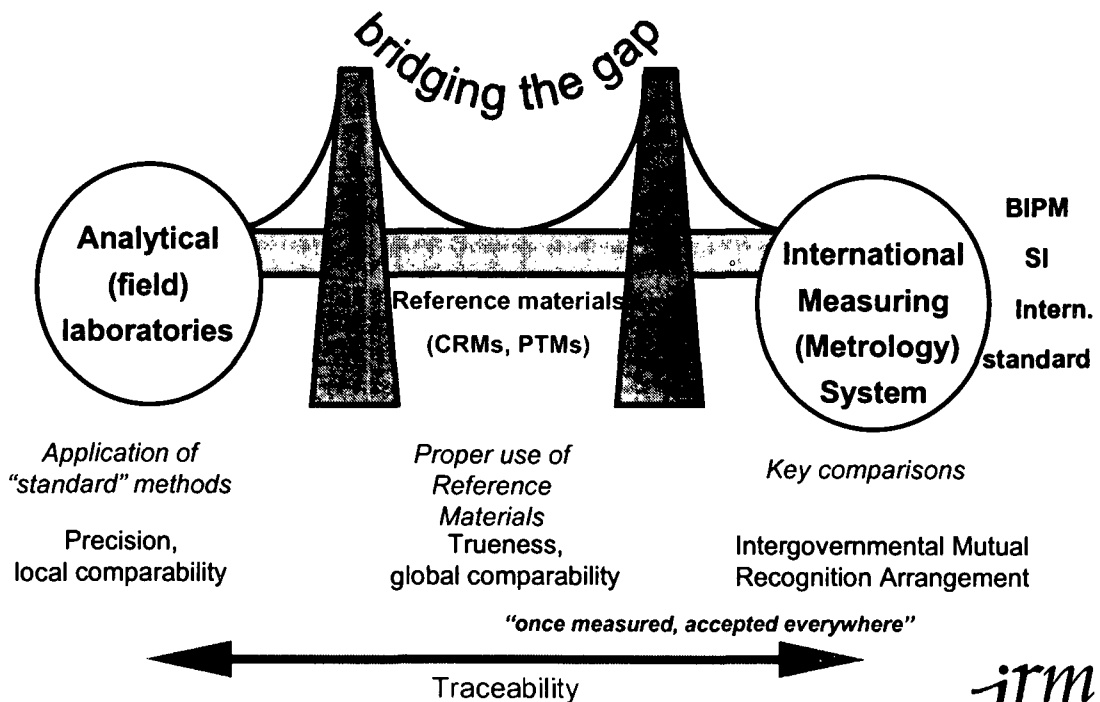 bridging the gap
Analytical
(field)
laboratories
Reference materials
(CRMs, PTMs)
International
Measuring
(Metrology)
System
BIPM
SI
Intern.
standard
Application of
“standard” methods
Precision,
local comparability
Proper use of
Reference
Materials
Trueness,
global comparability
Key comparisons
Intergovernmental Mutual
Recognition Arrangement
“once measured, accepted everywhere”
Traceability
irm